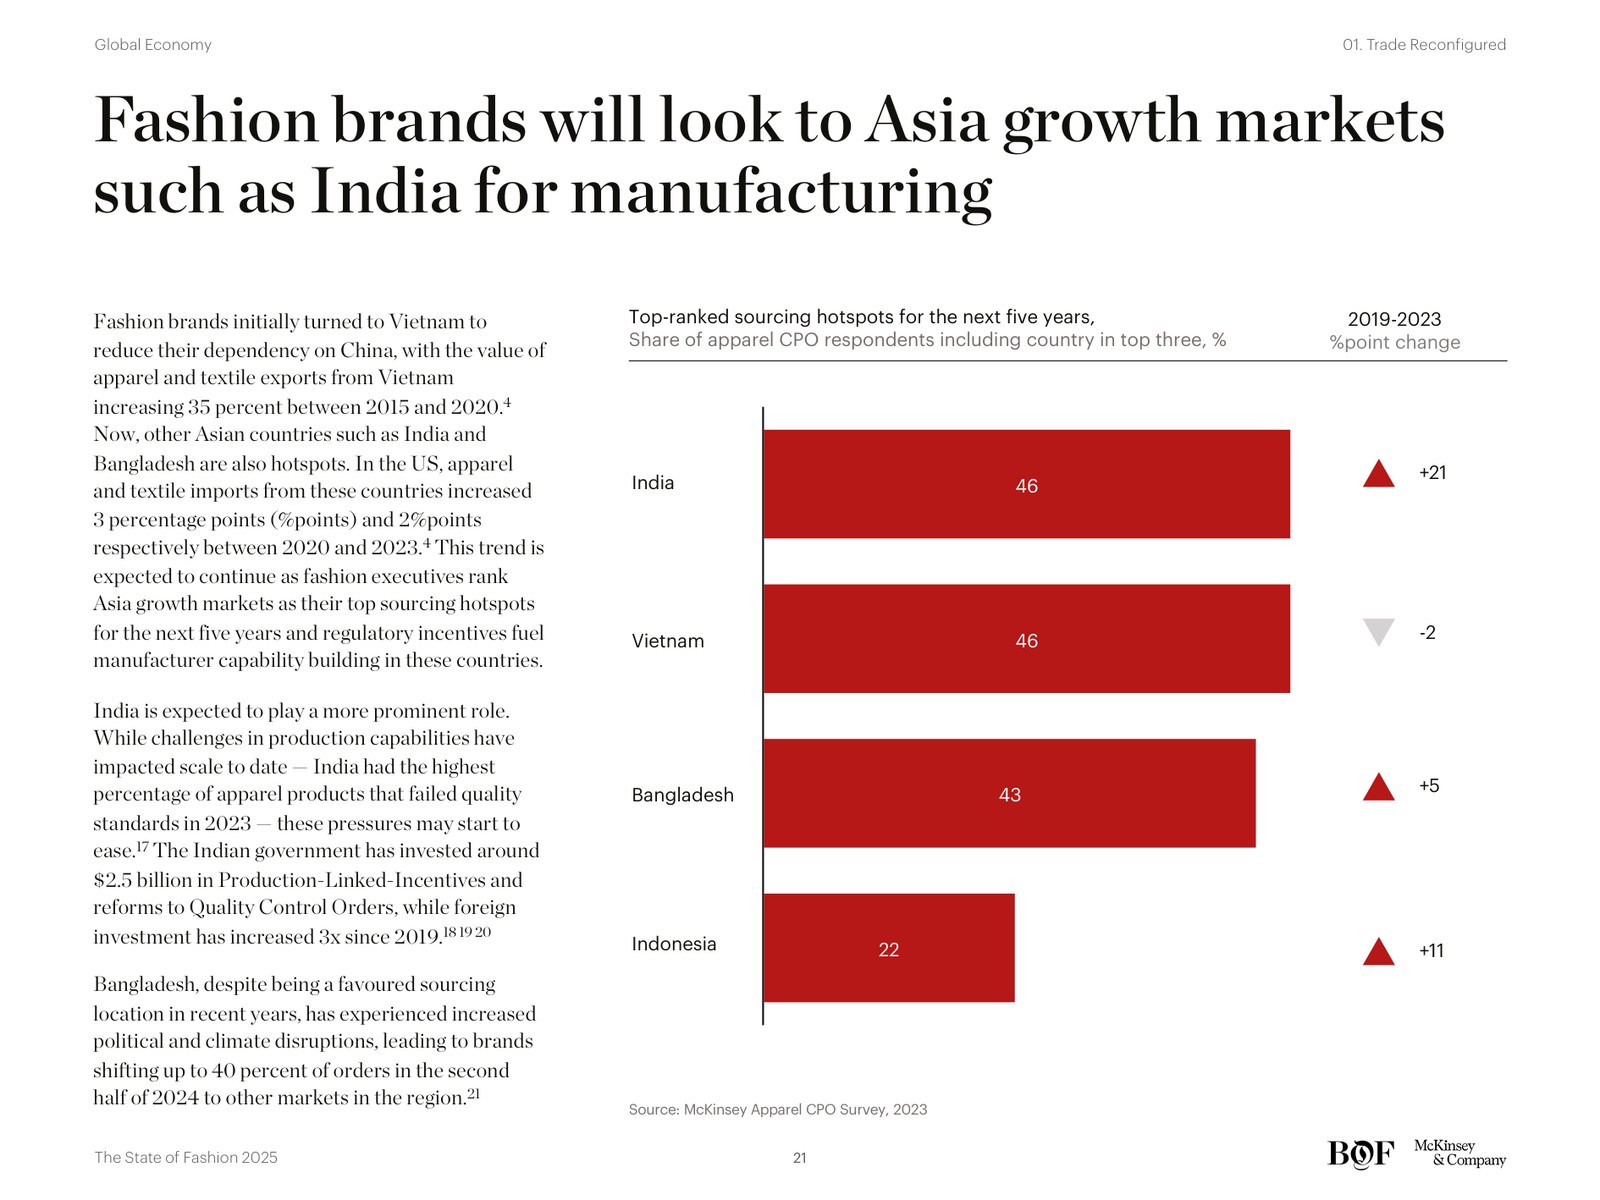 Global Economy
01. Trade Reconfigured
Fashion brands will look to Asia growth markets
such as India for manufacturing
Fashion brands initially turned to Vietnam to
reduce their dependency on China, with the value of
apparel and textile exports from Vietnam
increasing 35 percent between 2015 and 2020.⁴
Now, other Asian countries such as India and
Bangladesh are also hotspots. In the US, apparel
and textile imports from these countries increased
3 percentage points (%points) and 2%points
respectively between 2020 and 2023.⁴ This trend is
expected to continue as fashion executives rank
Asia growth markets as their top sourcing hotspots
for the next five years and regulatory incentives fuel
manufacturer capability building in these countries.
India is expected to play a more prominent role.
While challenges in production capabilities have
impacted scale to date — India had the highest
percentage of apparel products that failed quality
standards in 2023 — these pressures may start to
ease.¹⁷ The Indian government has invested around
$2.5 billion in Production-Linked-Incentives and
reforms to Quality Control Orders, while foreign
investment has increased 3x since 2019.¹⁸ ¹⁹ ²⁰
Bangladesh, despite being a favoured sourcing
location in recent years, has experienced increased
political and climate disruptions, leading to brands
shifting up to 40 percent of orders in the second
half of 2024 to other markets in the region.²¹
Top-ranked sourcing hotspots for the next five years,
Share of apparel CPO respondents including country in top three, %
2019-2023
%point change
India
46
+21
Vietnam
46
-2
Bangladesh
43
+5
Indonesia
22
+11
Source: McKinsey Apparel CPO Survey, 2023
The State of Fashion 2025
21
BOF
McKinsey
& Company